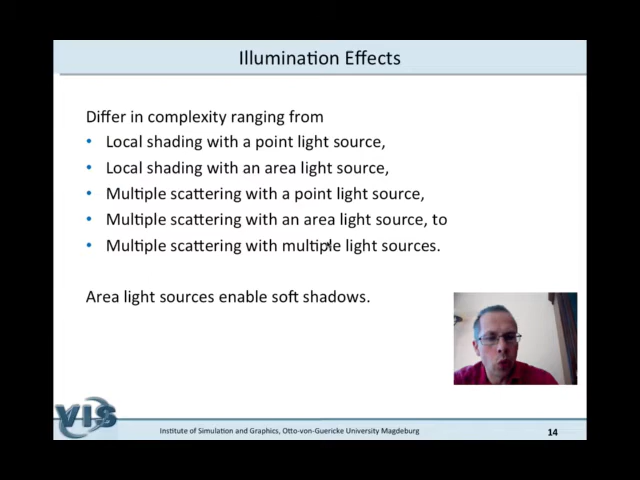 Illumination Effects
Differ in complexity ranging from
• Local shading with a point light source,
• Local shading with an area light source,
• Multiple scattering with a point light source,
• Multiple scattering with an area light source, to
• Multiple scattering with multiple light sources.
Area light sources enable soft shadows.
VIS
Institute of Simulation and Graphics, Otto-von-Guericke University Magdeburg
14